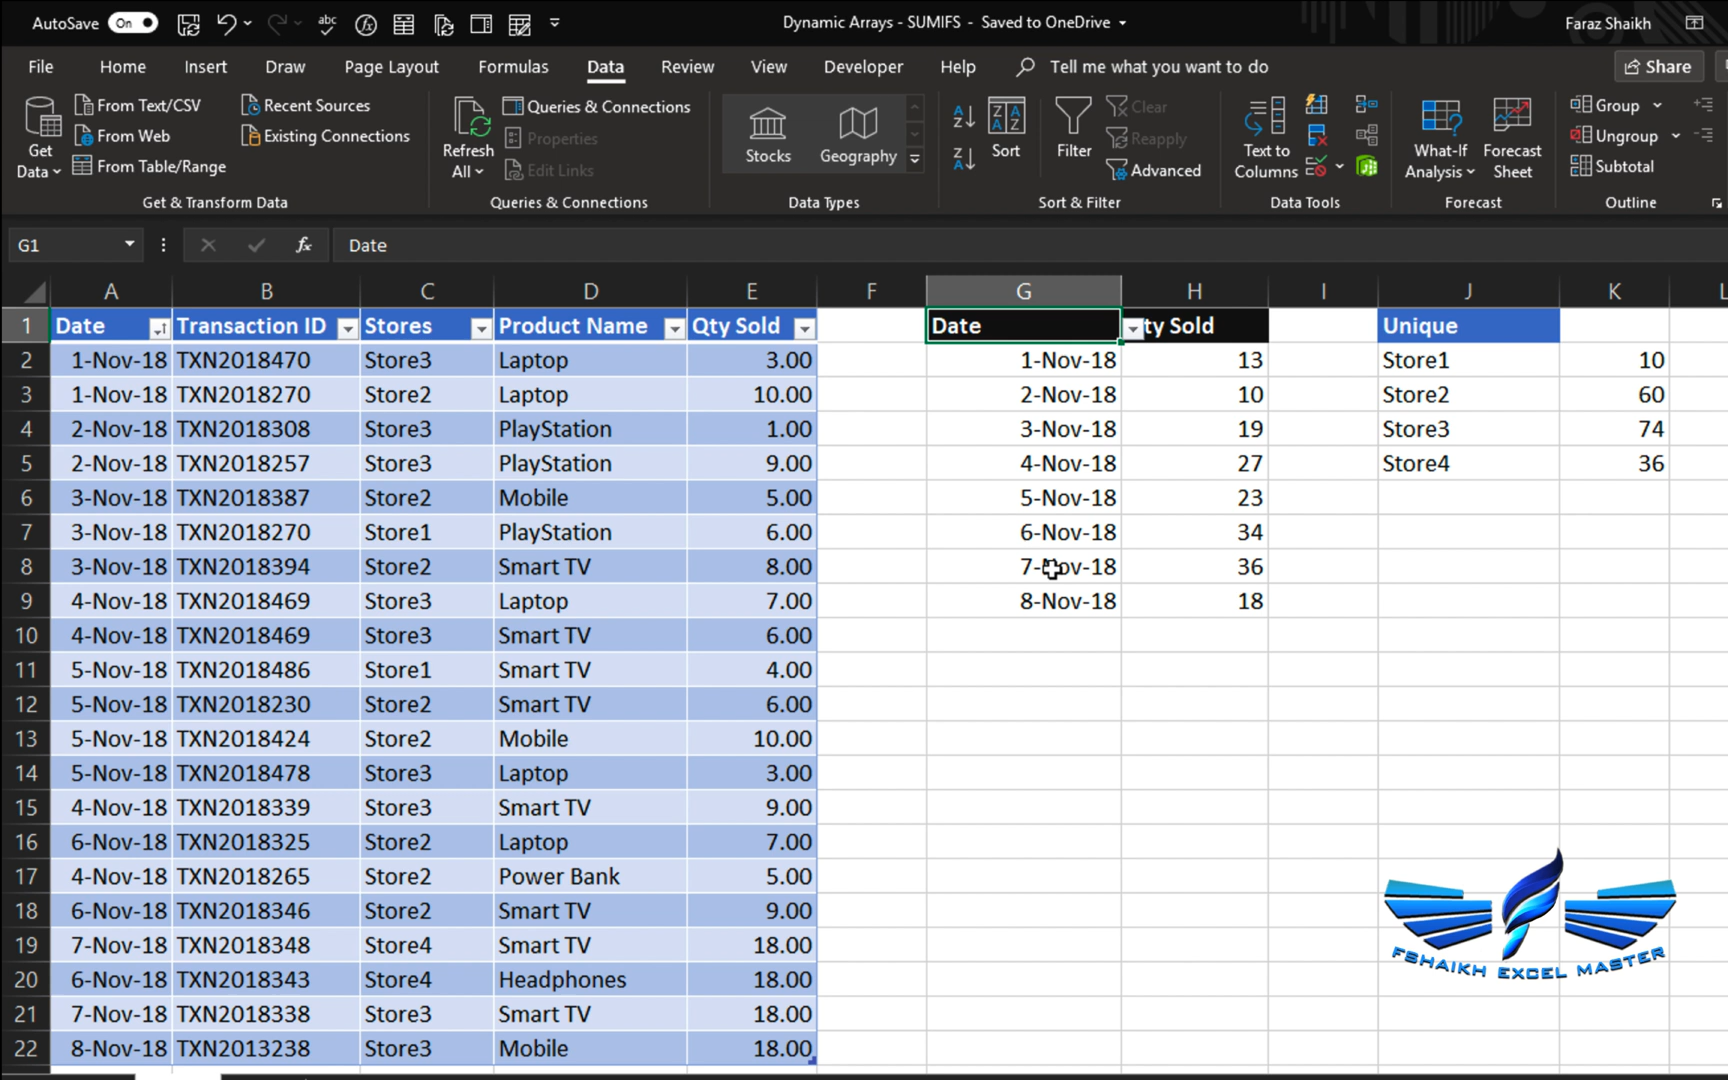 AutoSave On abc Dynamic Arrays - SUMIFS - Saved to OneDrive Faraz Shaikh
File Home Insert Draw Page Layout Formulas Data Review View Developer Help Tell me what you want to do Share
Get Data
From Text/CSV
From Web
From Table/Range
Recent Sources
Existing Connections
Get & Transform Data
Refresh All
Queries & Connections
Properties
Edit Links
Queries & Connections
Stocks Geography
Data Types
Sort
Filter
Clear
Reapply
Advanced
Sort & Filter
Text to Columns
Data Tools
What-If Analysis
Forecast Sheet
Forecast
Group
Ungroup
Subtotal
Outline
G1 fx Date
A B C D E F G H I J K L
1 Date Transaction ID Stores Product Name Qty Sold Date ty Sold Unique
2 1-Nov-18 TXN2018470 Store3 Laptop 3.00 1-Nov-18 13 Store1 10
3 1-Nov-18 TXN2018270 Store2 Laptop 10.00 2-Nov-18 10 Store2 60
4 2-Nov-18 TXN2018308 Store3 PlayStation 1.00 3-Nov-18 19 Store3 74
5 2-Nov-18 TXN2018257 Store3 PlayStation 9.00 4-Nov-18 27 Store4 36
6 3-Nov-18 TXN2018387 Store2 Mobile 5.00 5-Nov-18 23
7 3-Nov-18 TXN2018270 Store1 PlayStation 6.00 6-Nov-18 34
8 3-Nov-18 TXN2018394 Store2 Smart TV 8.00 7-Nov-18 36
9 4-Nov-18 TXN2018469 Store3 Laptop 7.00 8-Nov-18 18
10 4-Nov-18 TXN2018469 Store3 Smart TV 6.00
11 5-Nov-18 TXN2018486 Store1 Smart TV 4.00
12 5-Nov-18 TXN2018230 Store2 Smart TV 6.00
13 5-Nov-18 TXN2018424 Store2 Mobile 10.00
14 5-Nov-18 TXN2018478 Store3 Laptop 3.00
15 4-Nov-18 TXN2018339 Store3 Smart TV 9.00
16 6-Nov-18 TXN2018325 Store2 Laptop 7.00
17 4-Nov-18 TXN2018265 Store2 Power Bank 5.00
18 6-Nov-18 TXN2018346 Store2 Smart TV 9.00
19 7-Nov-18 TXN2018348 Store4 Smart TV 18.00
20 6-Nov-18 TXN2018343 Store4 Headphones 18.00
21 7-Nov-18 TXN2018338 Store3 Smart TV 18.00
22 8-Nov-18 TXN2013238 Store3 Mobile 18.00
FSHAIKH EXCEL MASTER